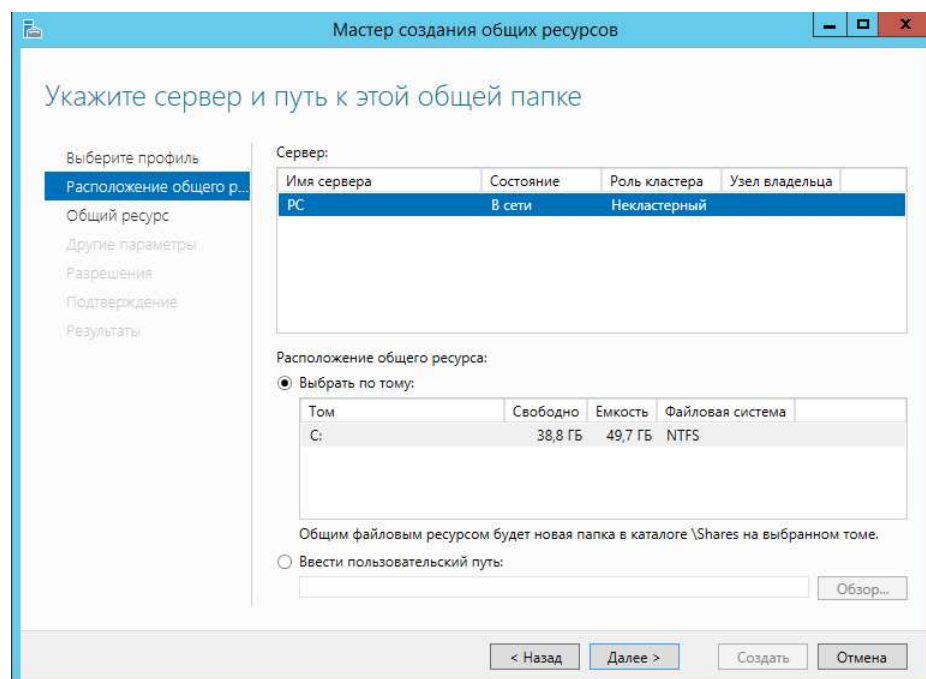 Мастер создания общих ресурсов
Укажите сервер и путь к этой общей папке
Выберите профиль
Расположение общего р...
Общий ресурс
Другие параметры
Разрешения
Подтверждение
Результаты
Сервер:
Имя сервера Состояние Роль кластера Узел владельца
PC В сети Некластерный
Расположение общего ресурса:
Выбрать по тому:
Том Свободно Емкость Файловая система
C: 38,8 ГБ 49,7 ГБ NTFS
Общим файловым ресурсом будет новая папка в каталоге \Shares на выбранном томе.
Ввести пользовательский путь:
Обзор...
< Назад Далее > Создать Отмена